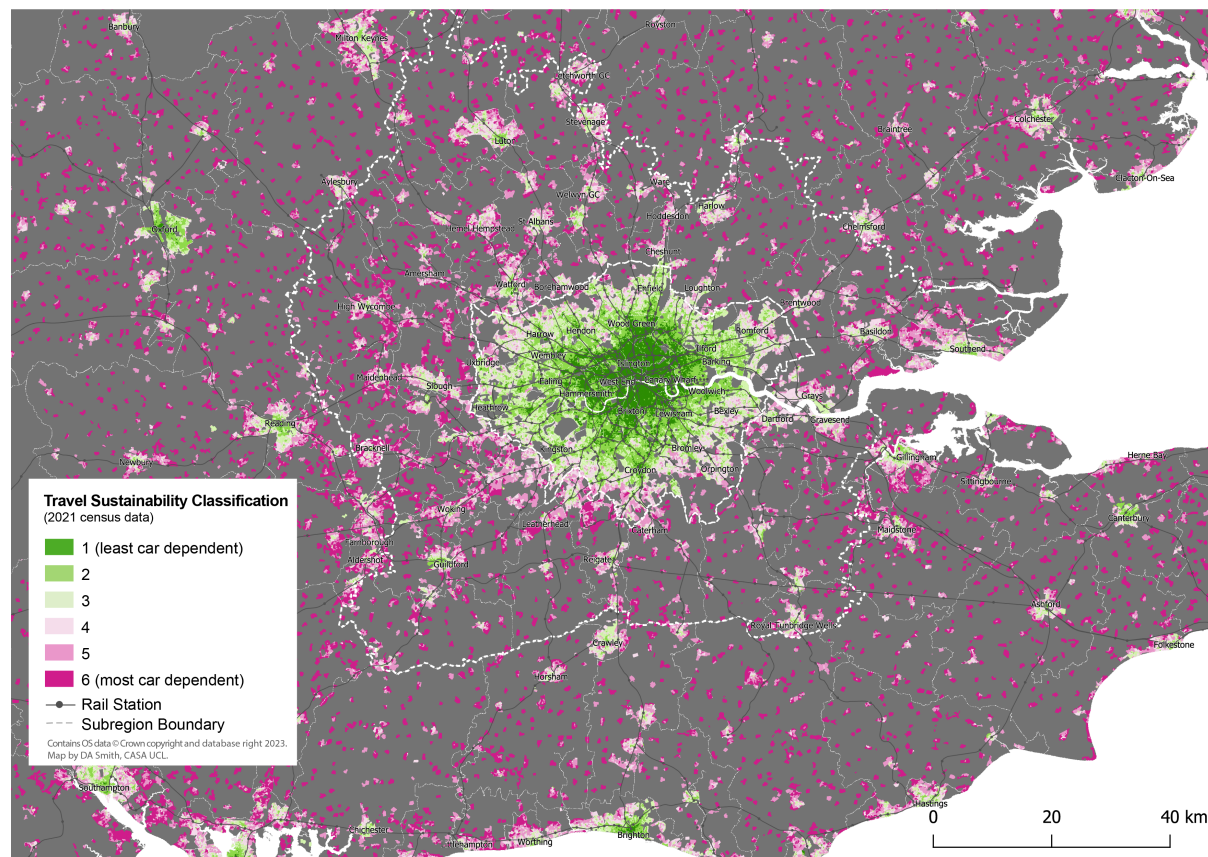 Banbury
Royston
Milton Keynes
Letchworth GC
Stevenage
Colchester
Braintree
Luton
Clacton-On-Sea
Aylesbury
Ware
Welwyn GC
Harlow
Hoddesdon
St Albans
Hemel Hempstead
Chelmsford
Oxford
Cheshunt
Amersham
Watford
Borehamwood
Enfield
Loughton
High Wycombe
Brentwood
Wood Green
Harrow
Hendon
Romford
Basildon
Ilford
Southend
Wembley
Uxbridge
Islington
Barking
Maidenhead
Slough
Ealing
West End
Canary Wharf
Hammersmith
Woolwich
Grays
Heathrow
Brixton
Lewisham
Bexley
Dartford
Gravesend
Reading
Bracknell
Kingston
Bromley
Newbury
Croydon
Orpington
Gillingham
Herne Bay
Sittingbourne
Woking
Canterbury
Leatherhead
Caterham
Maidstone
Farnborough
Aldershot
Guildford
Reigate
Ashford
Royal Tunbridge Wells
Crawley
Folkestone
Horsham
Travel Sustainability Classification
(2021 census data)
1 (least car dependent)
2
3
4
5
6 (most car dependent)
Rail Station
Subregion Boundary
Contains OS data © Crown copyright and database right 2023.
Map by DA Smith, CASA UCL.
Southampton
Hastings
Chichester
Littlehampton
Worthing
Brighton
0 20 40 km